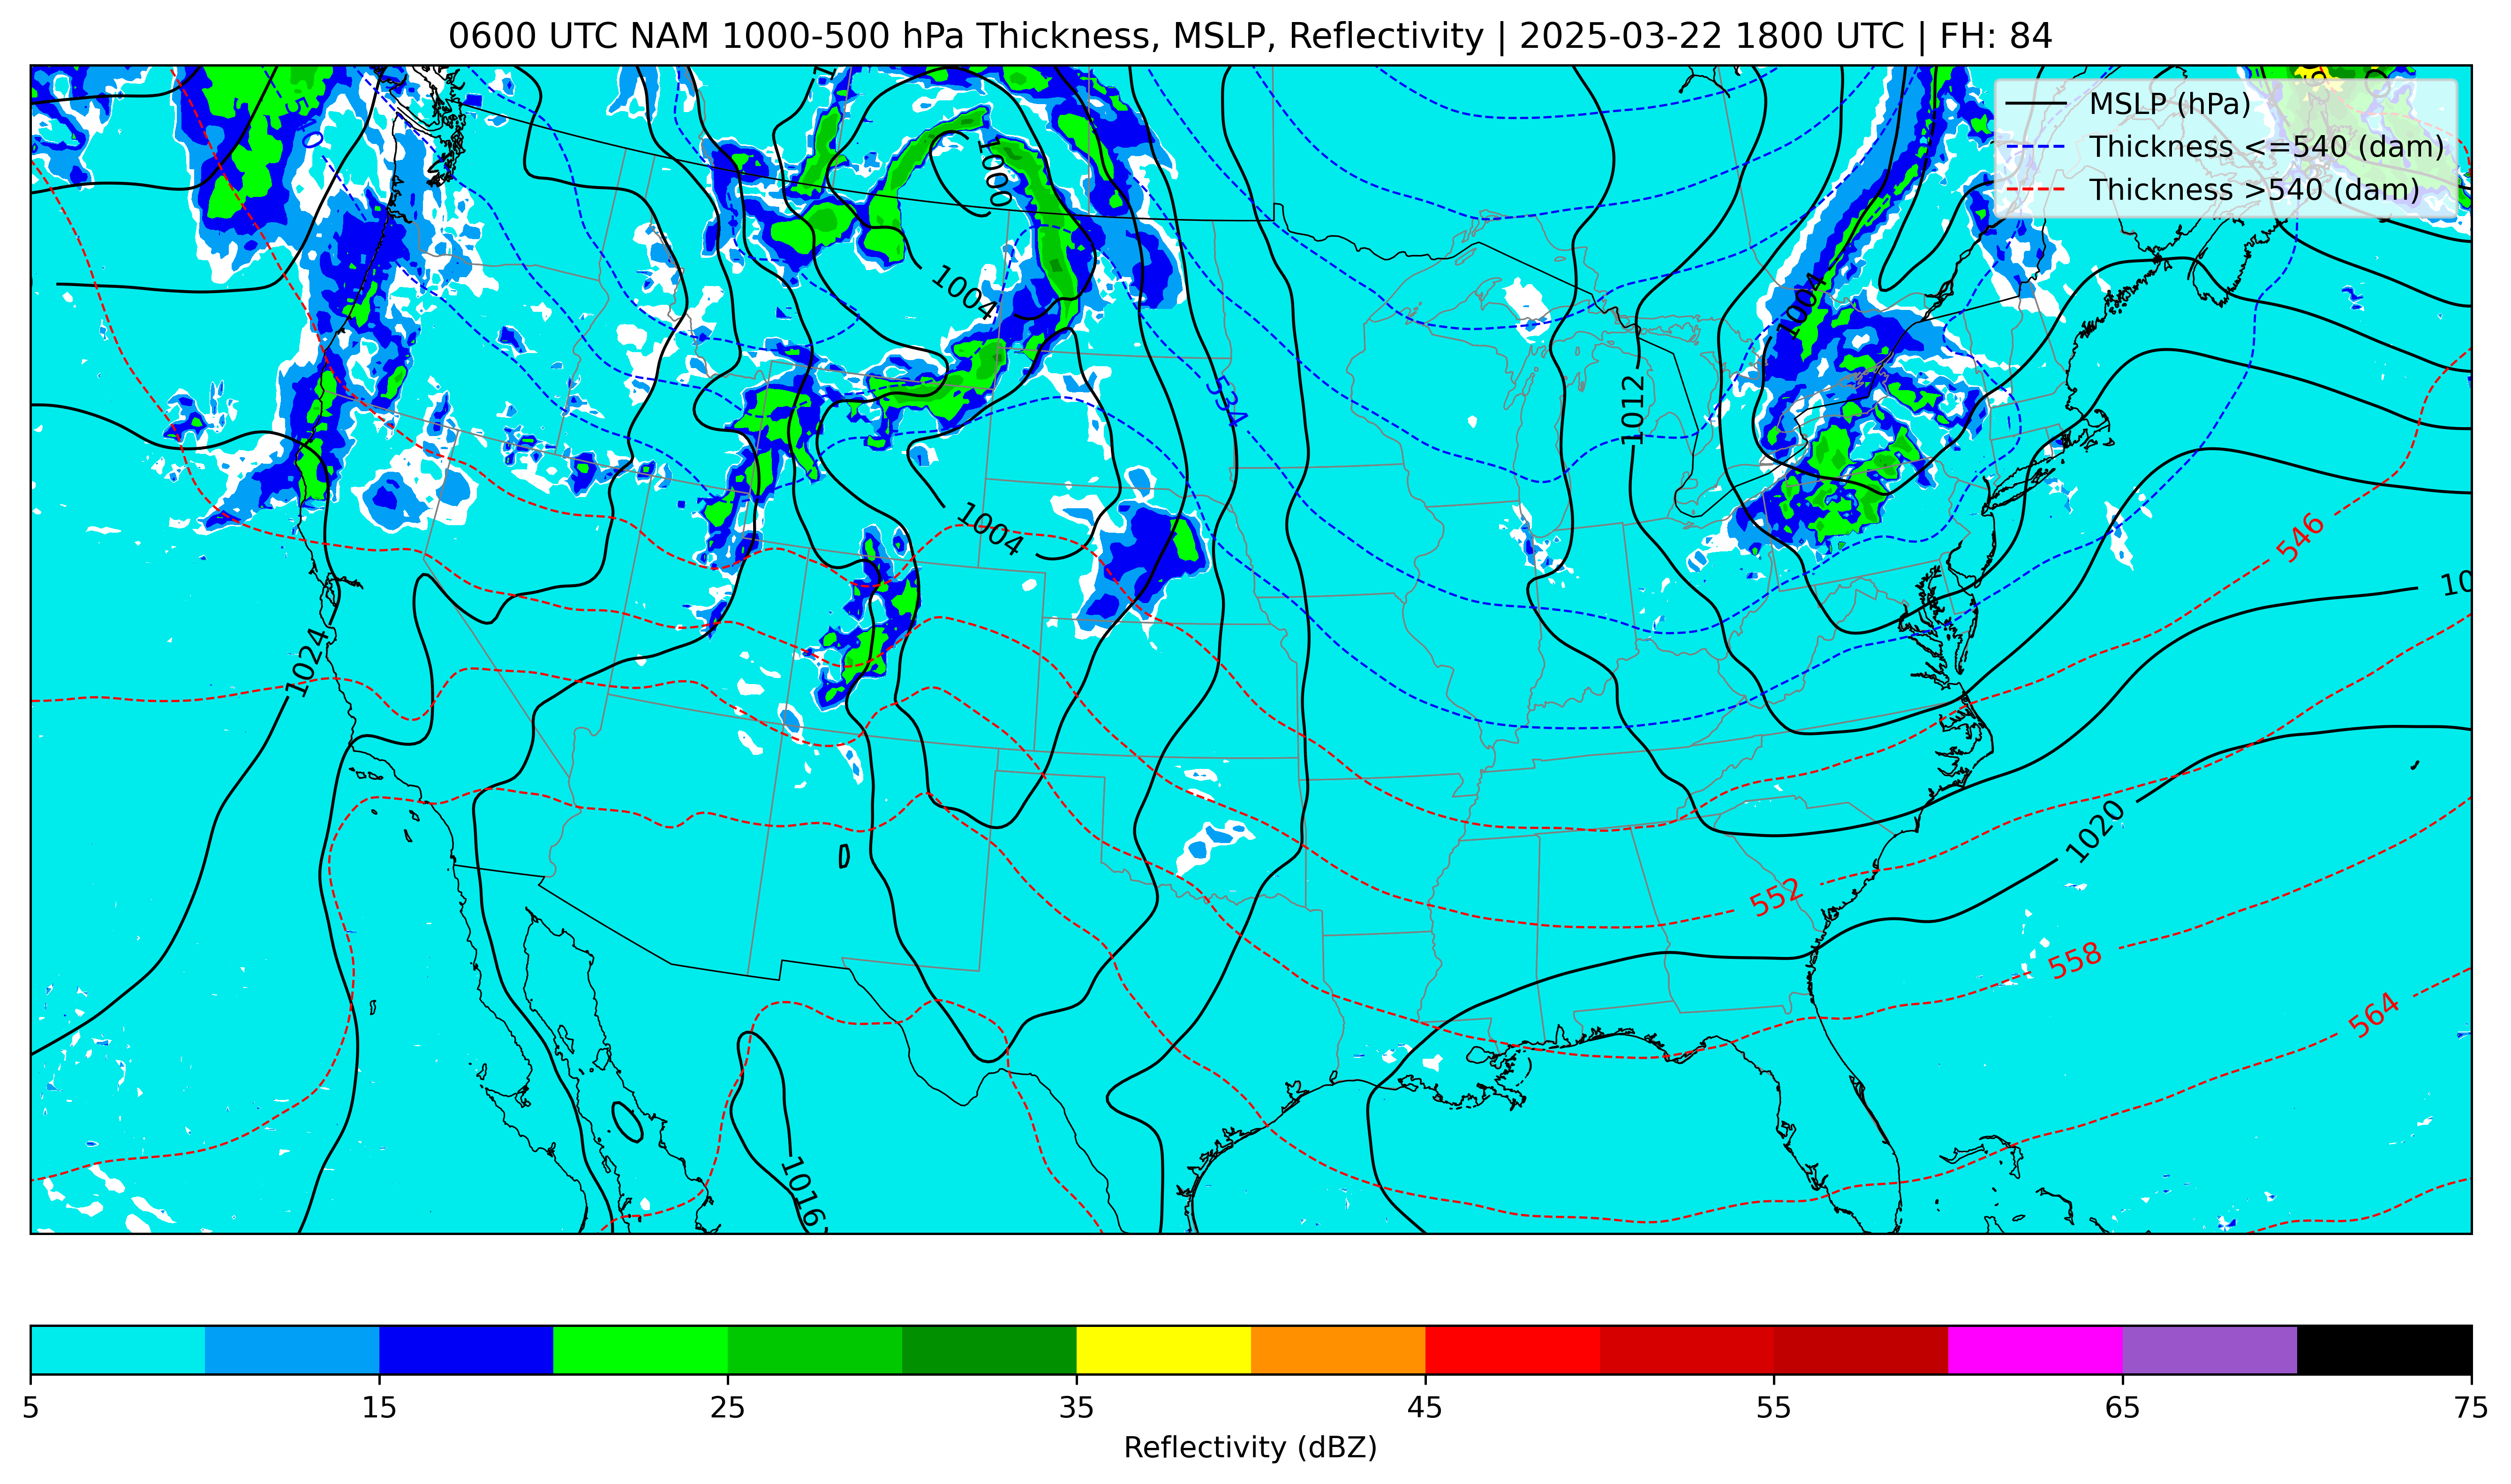 0600 UTC NAM 1000-500 hPa Thickness, MSLP, Reflectivity | 2025-03-22 1800 UTC | FH: 84
MSLP (hPa)
Thickness <=540 (dam)
Thickness >540 (dam)
1000
1004
1004
534
1012
1004
546
1024
1020
552
558
564
1016
5 15 25 35 45 55 65 75
Reflectivity (dBZ)